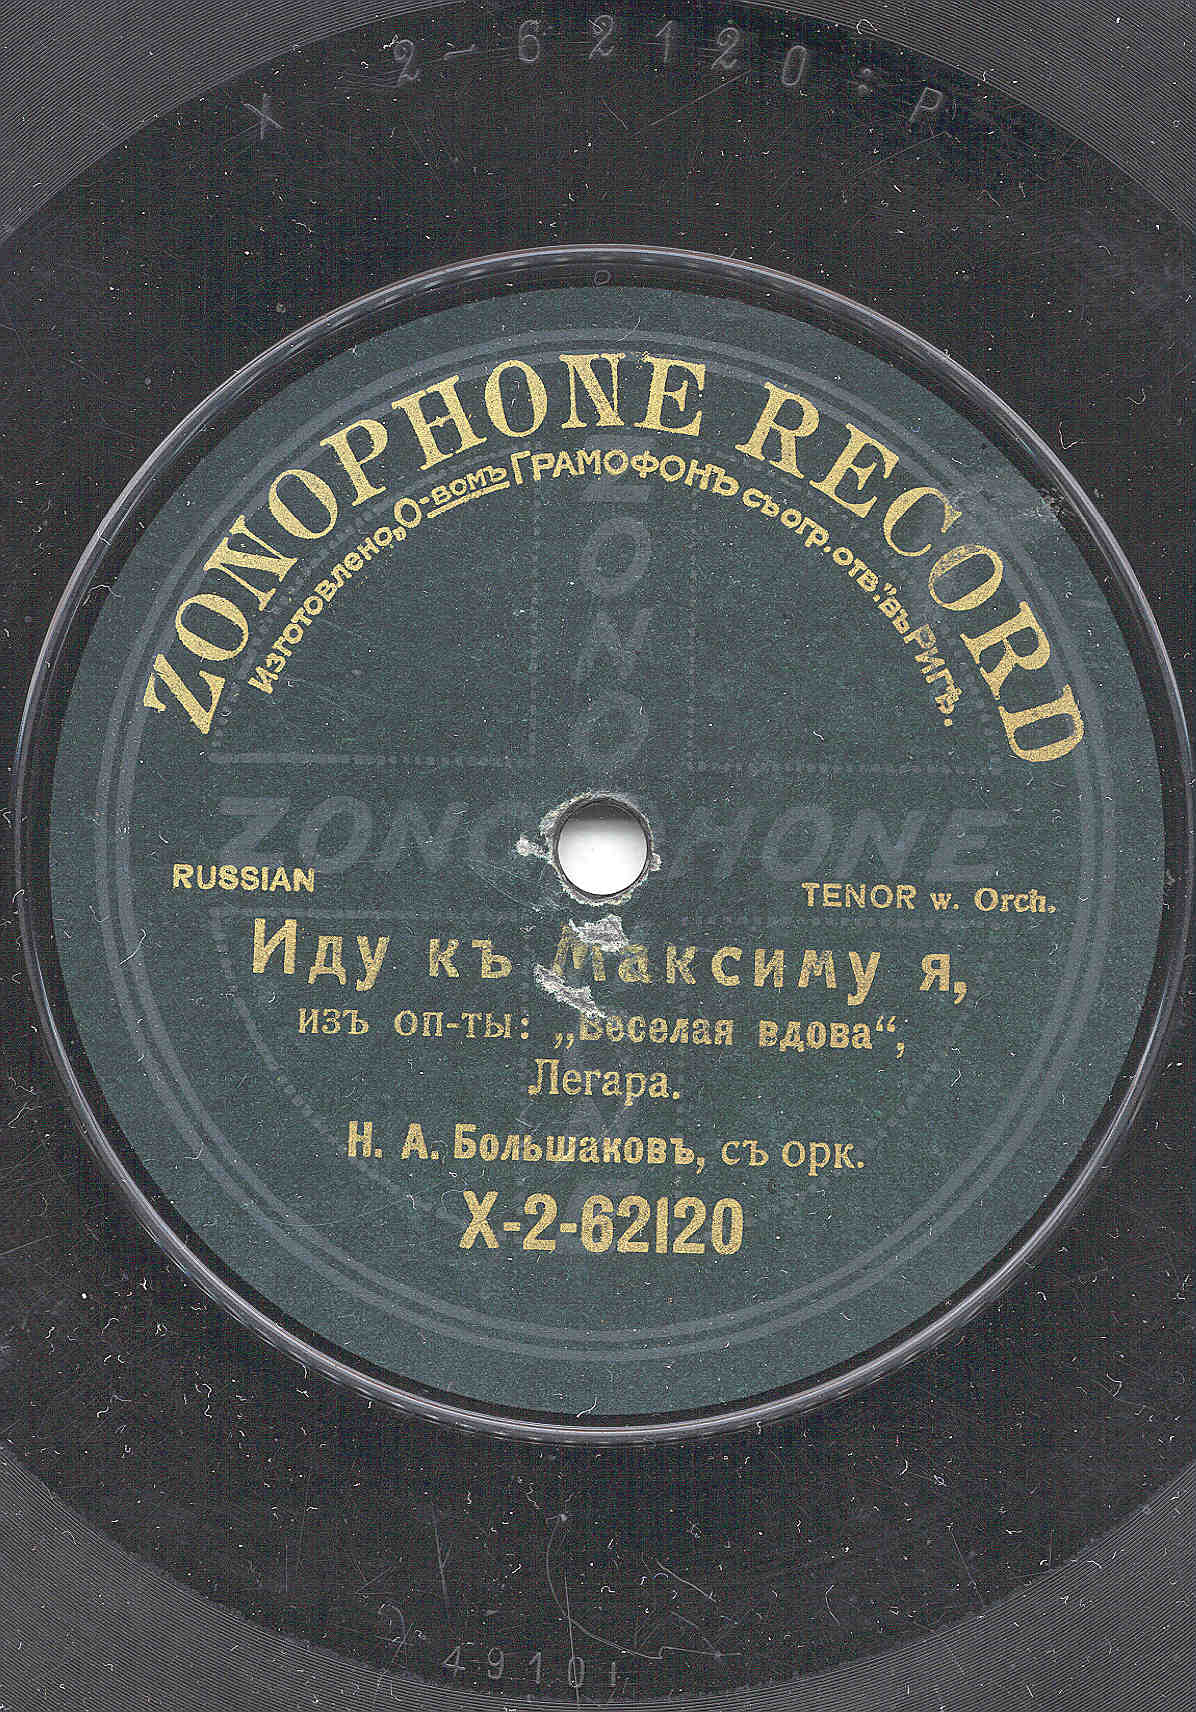 X 2-62120 : P
ZONOPHONE RECORD
Изготовлено „О-вомъ ГРАМОФОНЪ съ огр. отв.“ въ Ригѣ.
ZONOPHONE
RUSSIAN
TENOR w. Orch.
Иду къ Максиму я,
изъ оп-ты: „Веселая вдова“,
Легара.
Н. А. Большаковъ, съ орк.
X-2-62120